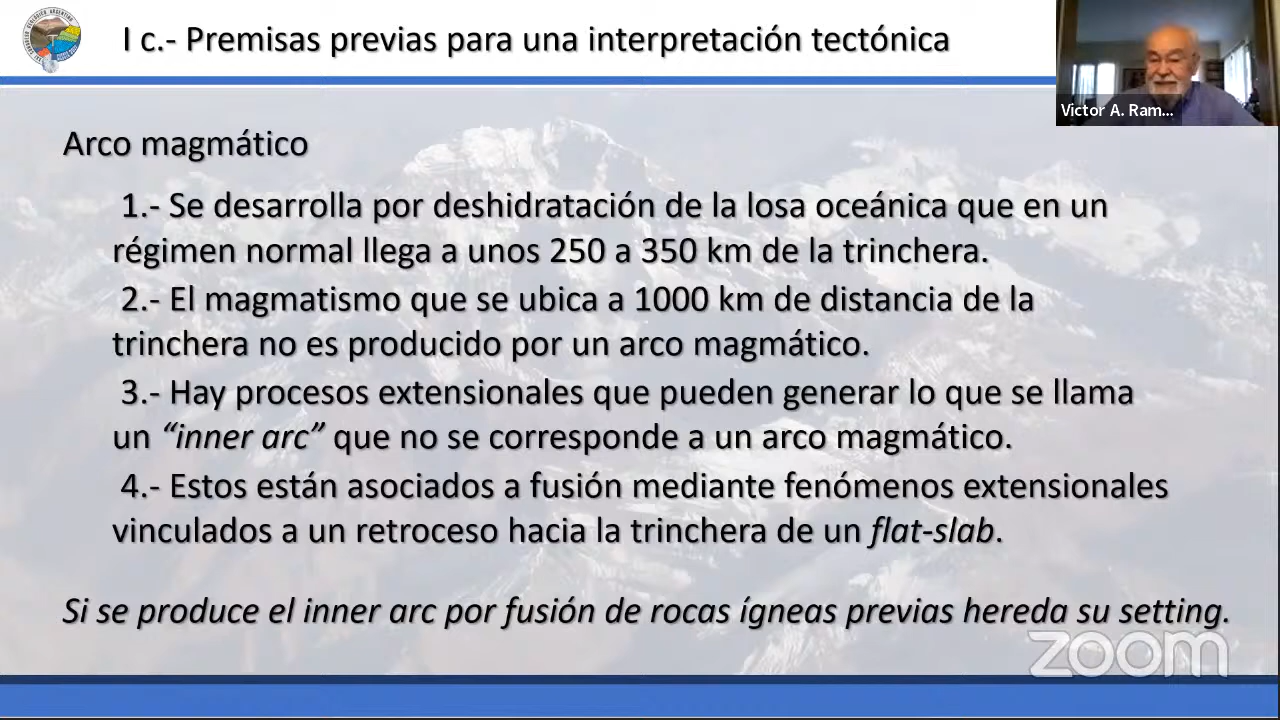 I c.- Premisas previas para una interpretación tectónica
Victor A. Ram...
Arco magmático
1.- Se desarrolla por deshidratación de la losa oceánica que en un
régimen normal llega a unos 250 a 350 km de la trinchera.
2.- El magmatismo que se ubica a 1000 km de distancia de la
trinchera no es producido por un arco magmático.
3.- Hay procesos extensionales que pueden generar lo que se llama
un “inner arc” que no se corresponde a un arco magmático.
4.- Estos están asociados a fusión mediante fenómenos extensionales
vinculados a un retroceso hacia la trinchera de un flat-slab.
Si se produce el inner arc por fusión de rocas ígneas previas hereda su setting.
zoom